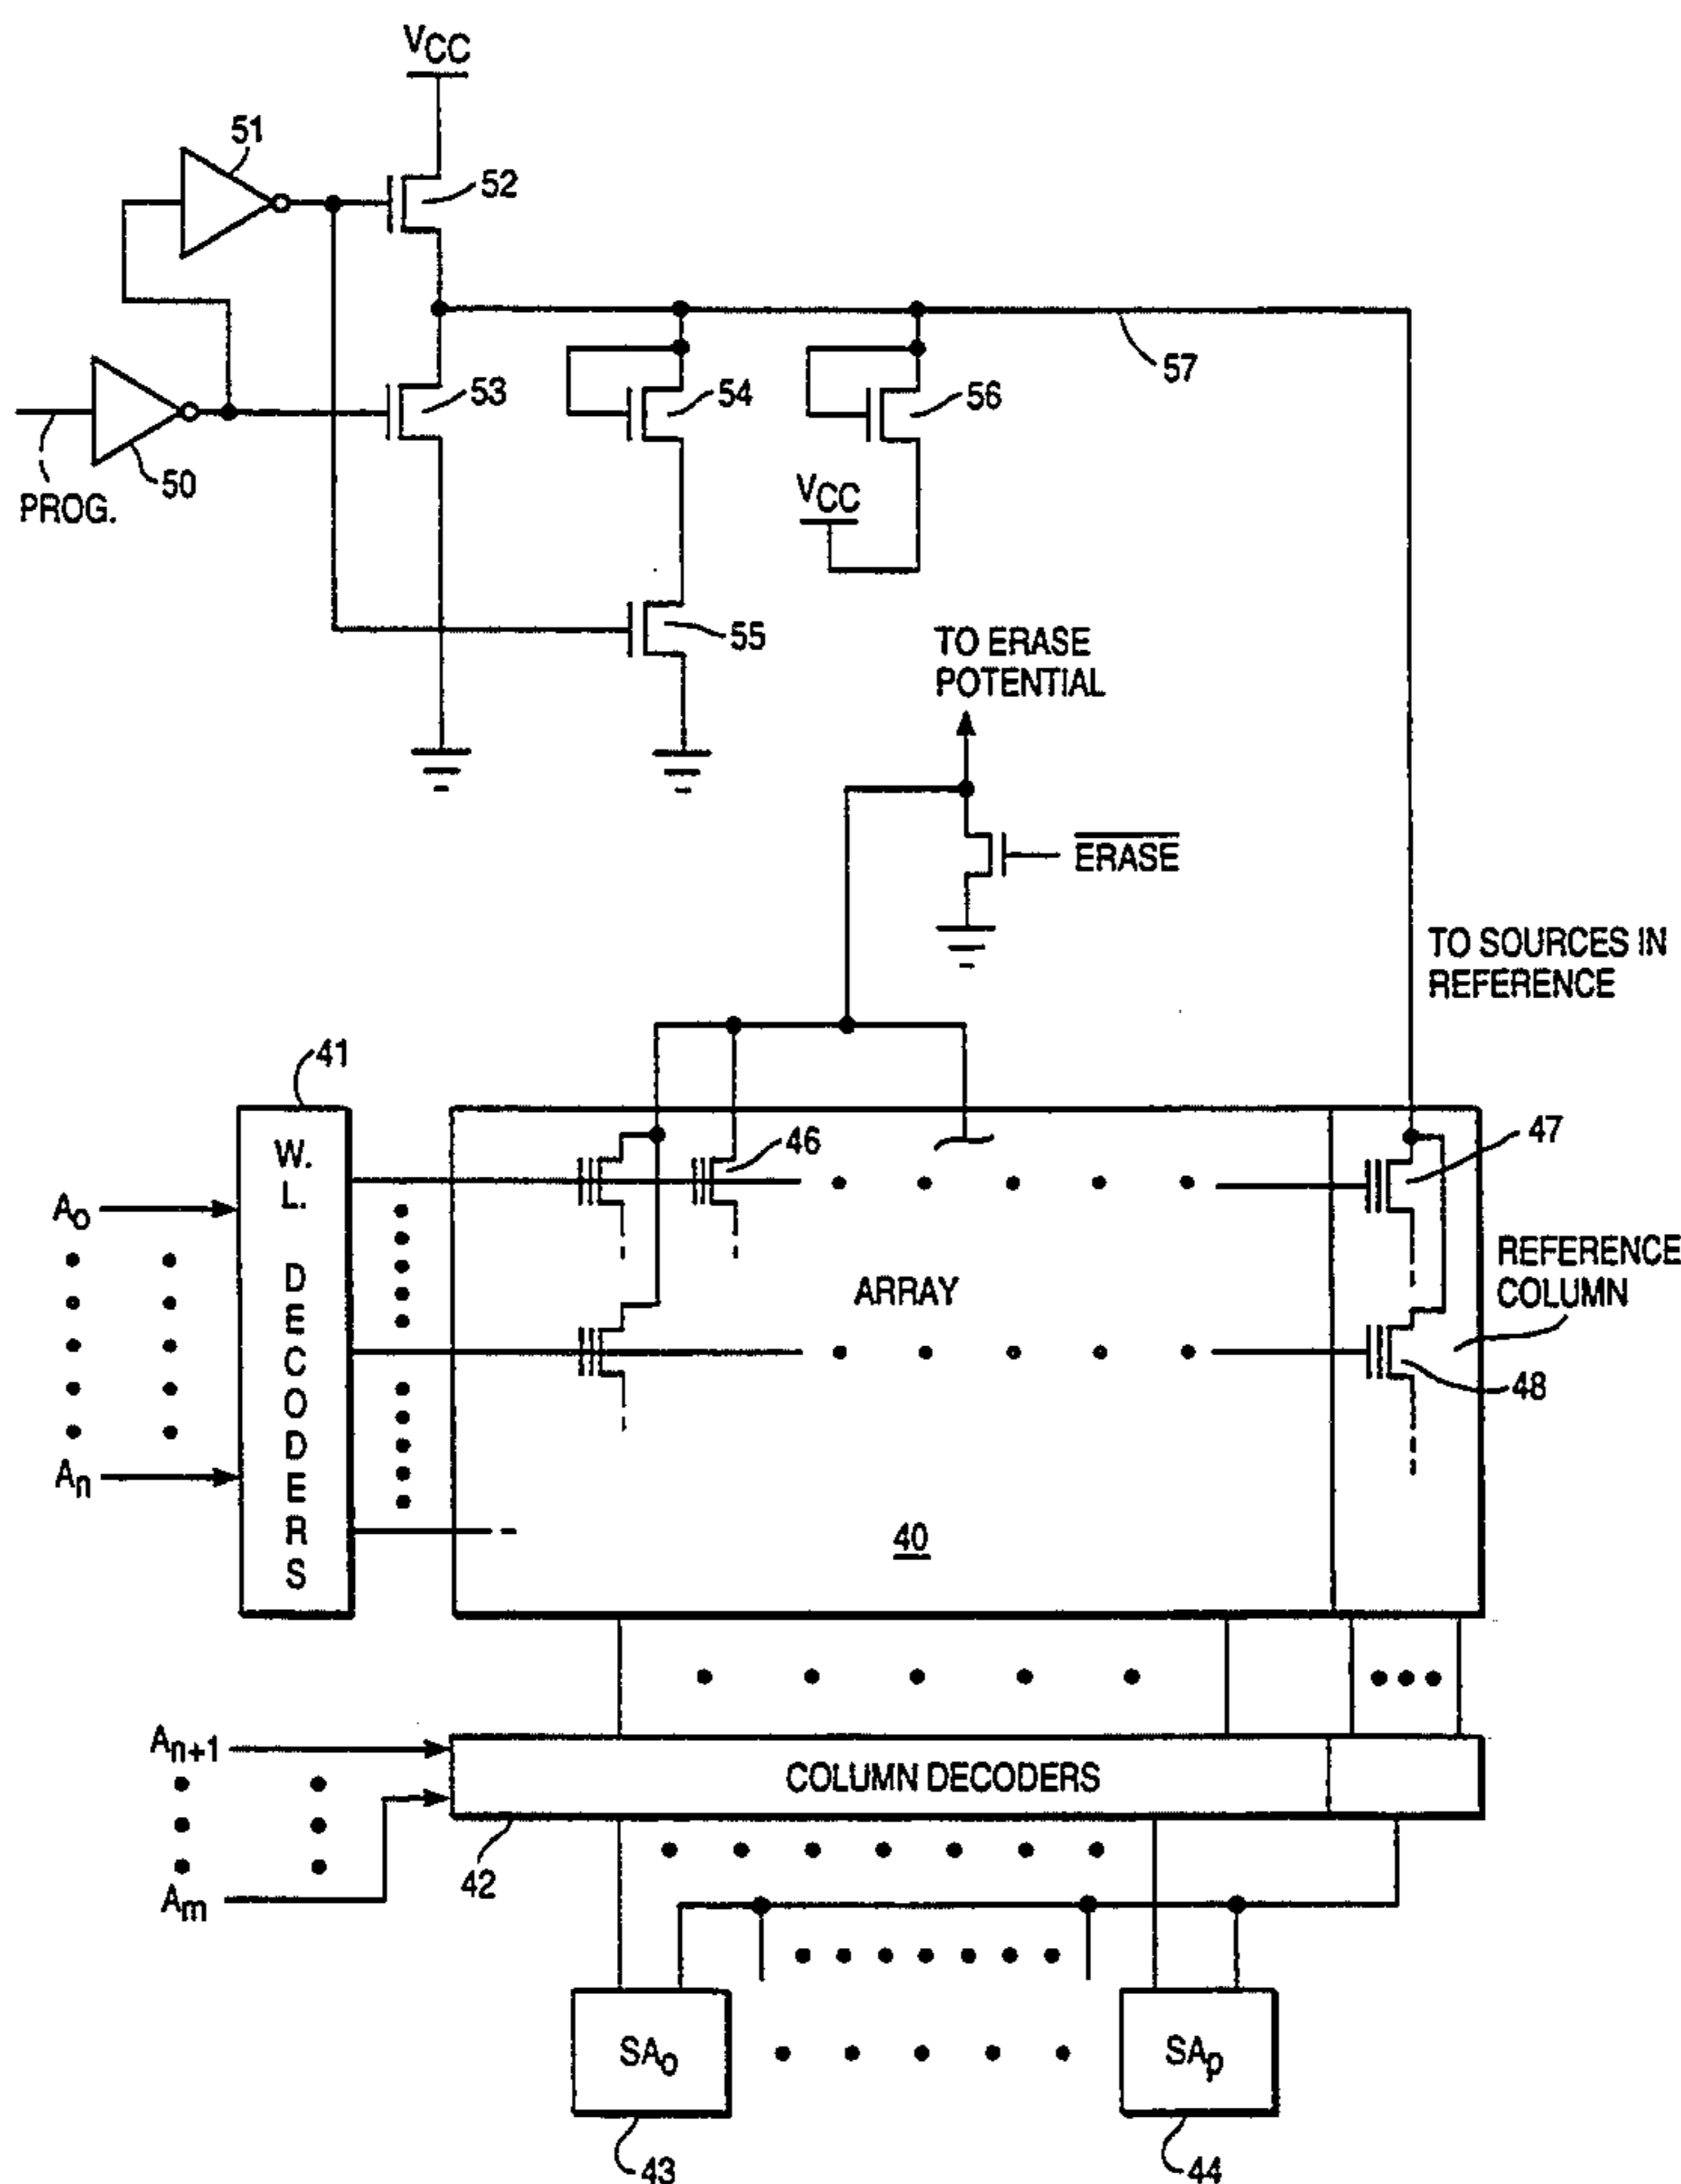 VCC
51
52
53
54
56
57
50
PROG.
VCC
55
TO ERASE
POTENTIAL
ERASE
TO SOURCES IN
REFERENCE
41
W.
L.
DECODERS
46
47
Ao
An
ARRAY
REFERENCE
COLUMN
48
40
An+1
Am
COLUMN DECODERS
42
SAo
SAp
43
44